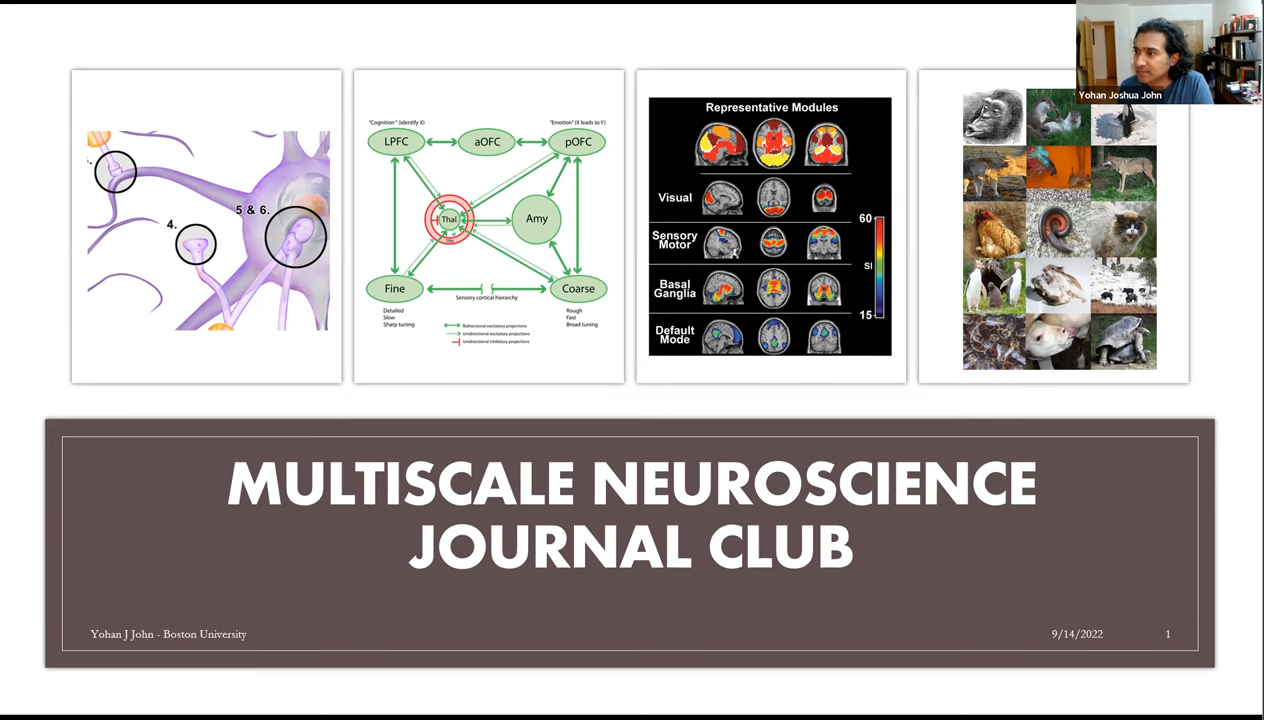 Yohan Joshua John
4.
5 & 6.
"Cognition" (identify X)
"Emotion" (X leads to Y)
LPFC
aOFC
pOFC
Thal
Amy
Fine
Coarse
Sensory cortical hierarchy
Detailed
Slow
Sharp tuning
Rough
Fast
Broad tuning
Bidirectional excitatory projections
Unidirectional excitatory projections
Unidirectional inhibitory projections
Representative Modules
Visual
Sensory
Motor
Basal
Ganglia
Default
Mode
60
SI
15
MULTISCALE NEUROSCIENCE
JOURNAL CLUB
Yohan J John - Boston University
9/14/2022
1